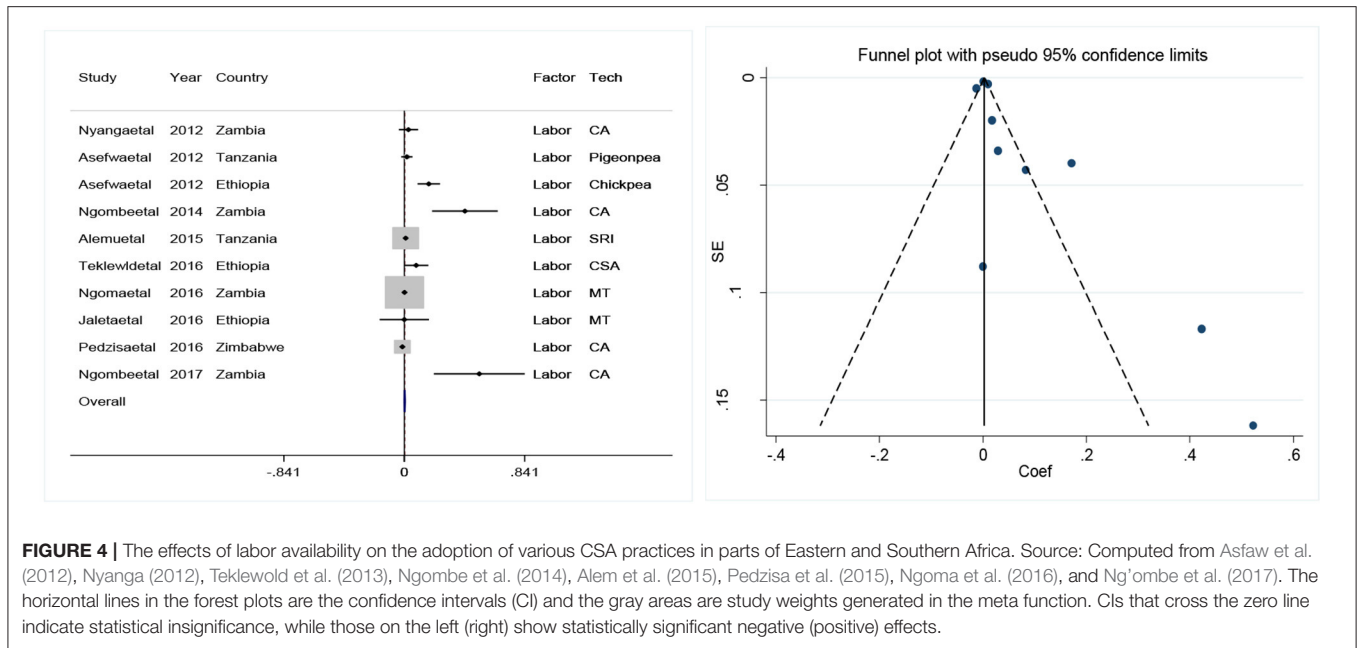 Study Year Country Factor Tech
Nyangaetal 2012 Zambia Labor CA
Asefwaetal 2012 Tanzania Labor Pigeonpea
Asefwaetal 2012 Ethiopia Labor Chickpea
Ngombeetal 2014 Zambia Labor CA
Alemuetal 2015 Tanzania Labor SRI
Teklewldetal 2016 Ethiopia Labor CSA
Ngomaetal 2016 Zambia Labor MT
Jaletaetal 2016 Ethiopia Labor MT
Pedzisaetal 2016 Zimbabwe Labor CA
Ngombeetal 2017 Zambia Labor CA
Overall
-.841 0 .841
Funnel plot with pseudo 95% confidence limits
0
.05
.1
.15
SE
-.4 -.2 0 .2 .4 .6
Coef
FIGURE 4 | The effects of labor availability on the adoption of various CSA practices in parts of Eastern and Southern Africa. Source: Computed from Asfaw et al.
(2012), Nyanga (2012), Teklewold et al. (2013), Ngombe et al. (2014), Alem et al. (2015), Pedzisa et al. (2015), Ngoma et al. (2016), and Ng'ombe et al. (2017). The
horizontal lines in the forest plots are the confidence intervals (CI) and the gray areas are study weights generated in the meta function. CIs that cross the zero line
indicate statistical insignificance, while those on the left (right) show statistically significant negative (positive) effects.